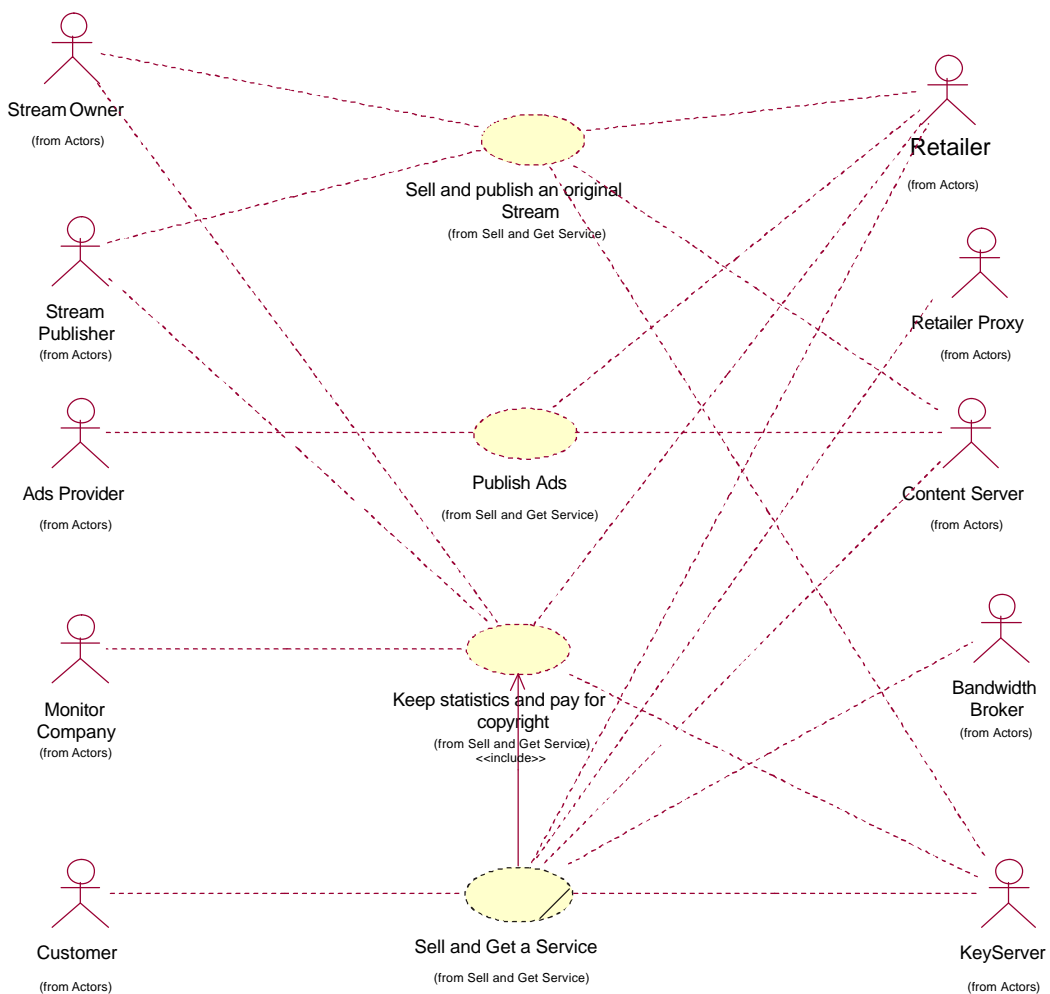 Stream Owner
(from Actors)
Retailer
(from Actors)
Sell and publish an original
Stream
(from Sell and Get Service)
Stream
Publisher
(from Actors)
Retailer Proxy
(from Actors)
Ads Provider
(from Actors)
Publish Ads
(from Sell and Get Service)
Content Server
(from Actors)
Monitor
Company
(from Actors)
Keep statistics and pay for
copyright
(from Sell and Get Service)
<<include>>
Bandwidth
Broker
(from Actors)
Customer
(from Actors)
Sell and Get a Service
(from Sell and Get Service)
KeyServer
(from Actors)